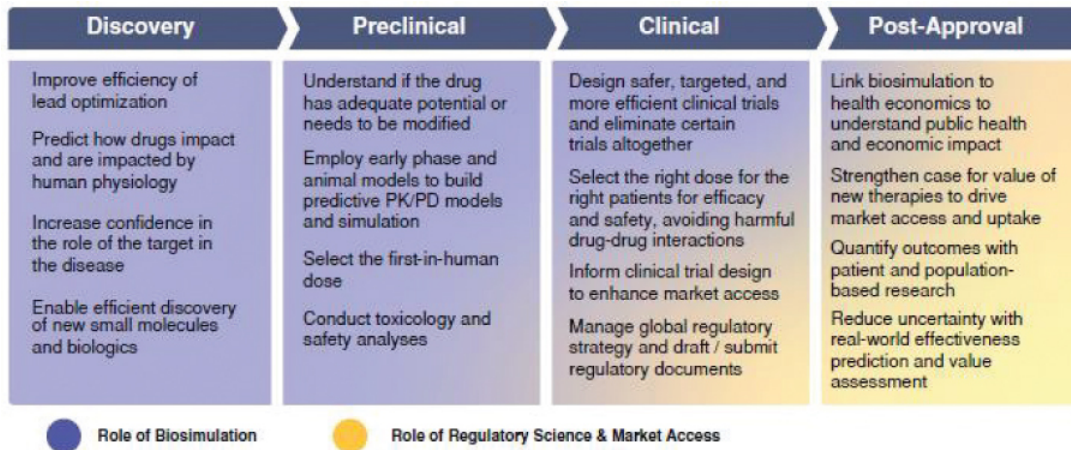 Discovery
Preclinical
Clinical
Post-Approval
Improve efficiency of
lead optimization
Predict how drugs impact
and are impacted by
human physiology
Increase confidence in
the role of the target in
the disease
Enable efficient discovery
of new small molecules
and biologics
Understand if the drug
has adequate potential or
needs to be modified
Employ early phase and
animal models to build
predictive PK/PD models
and simulation
Select the first-in-human
dose
Conduct toxicology and
safety analyses
Design safer, targeted, and
more efficient clinical trials
and eliminate certain
trials altogether
Select the right dose for the
right patients for efficacy
and safety, avoiding harmful
drug-drug interactions
Inform clinical trial design
to enhance market access
Manage global regulatory
strategy and draft / submit
regulatory documents
Link biosimulation to
health economics to
understand public health
and economic impact
Strengthen case for value of
new therapies to drive
market access and uptake
Quantify outcomes with
patient and population-
based research
Reduce uncertainty with
real-world effectiveness
prediction and value
assessment
Role of Biosimulation
Role of Regulatory Science & Market Access